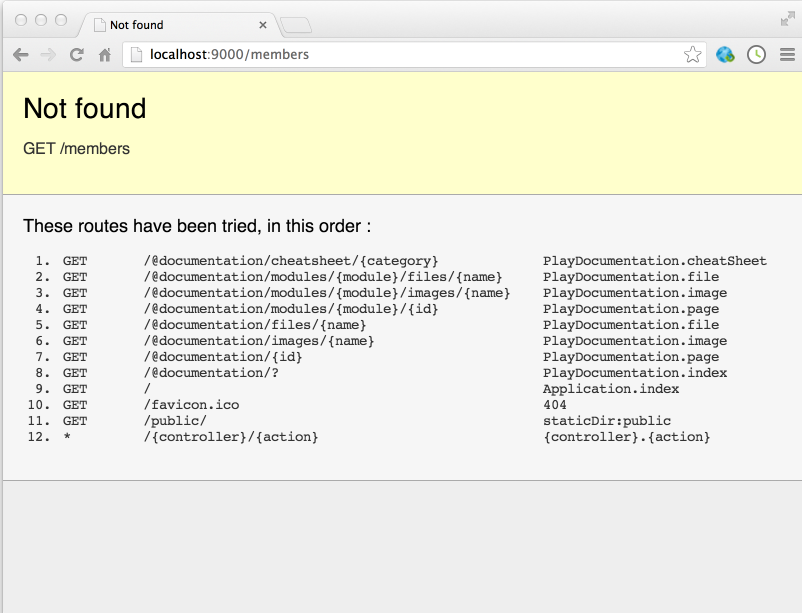 Not found
localhost:9000/members
Not found
GET /members
These routes have been tried, in this order :
1. GET /@documentation/cheatsheet/{category} PlayDocumentation.cheatSheet
2. GET /@documentation/modules/{module}/files/{name} PlayDocumentation.file
3. GET /@documentation/modules/{module}/images/{name} PlayDocumentation.image
4. GET /@documentation/modules/{module}/{id} PlayDocumentation.page
5. GET /@documentation/files/{name} PlayDocumentation.file
6. GET /@documentation/images/{name} PlayDocumentation.image
7. GET /@documentation/{id} PlayDocumentation.page
8. GET /@documentation/? PlayDocumentation.index
9. GET / Application.index
10. GET /favicon.ico 404
11. GET /public/ staticDir:public
12. * /{controller}/{action} {controller}.{action}